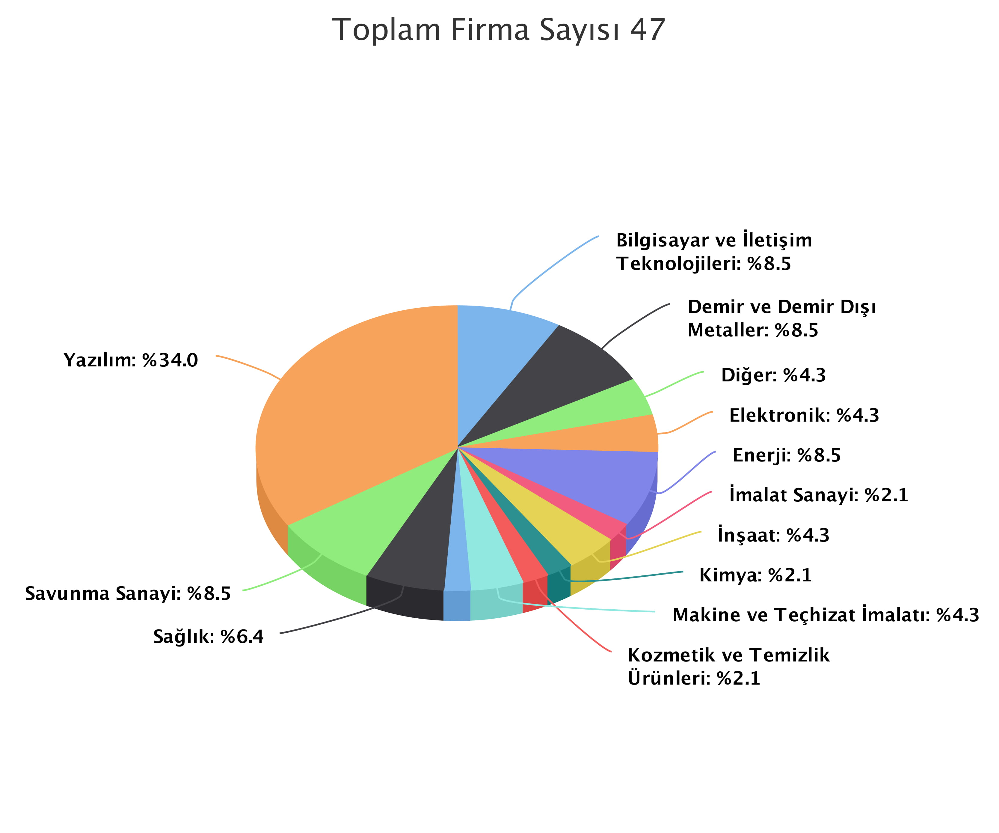 Toplam Firma Sayısı 47
Bilgisayar ve İletişim
Teknolojileri: %8.5
Demir ve Demir Dışı
Metaller: %8.5
Diğer: %4.3
Elektronik: %4.3
Enerji: %8.5
İmalat Sanayi: %2.1
İnşaat: %4.3
Kimya: %2.1
Makine ve Teçhizat İmalatı: %4.3
Kozmetik ve Temizlik
Ürünleri: %2.1
Sağlık: %6.4
Savunma Sanayi: %8.5
Yazılım: %34.0